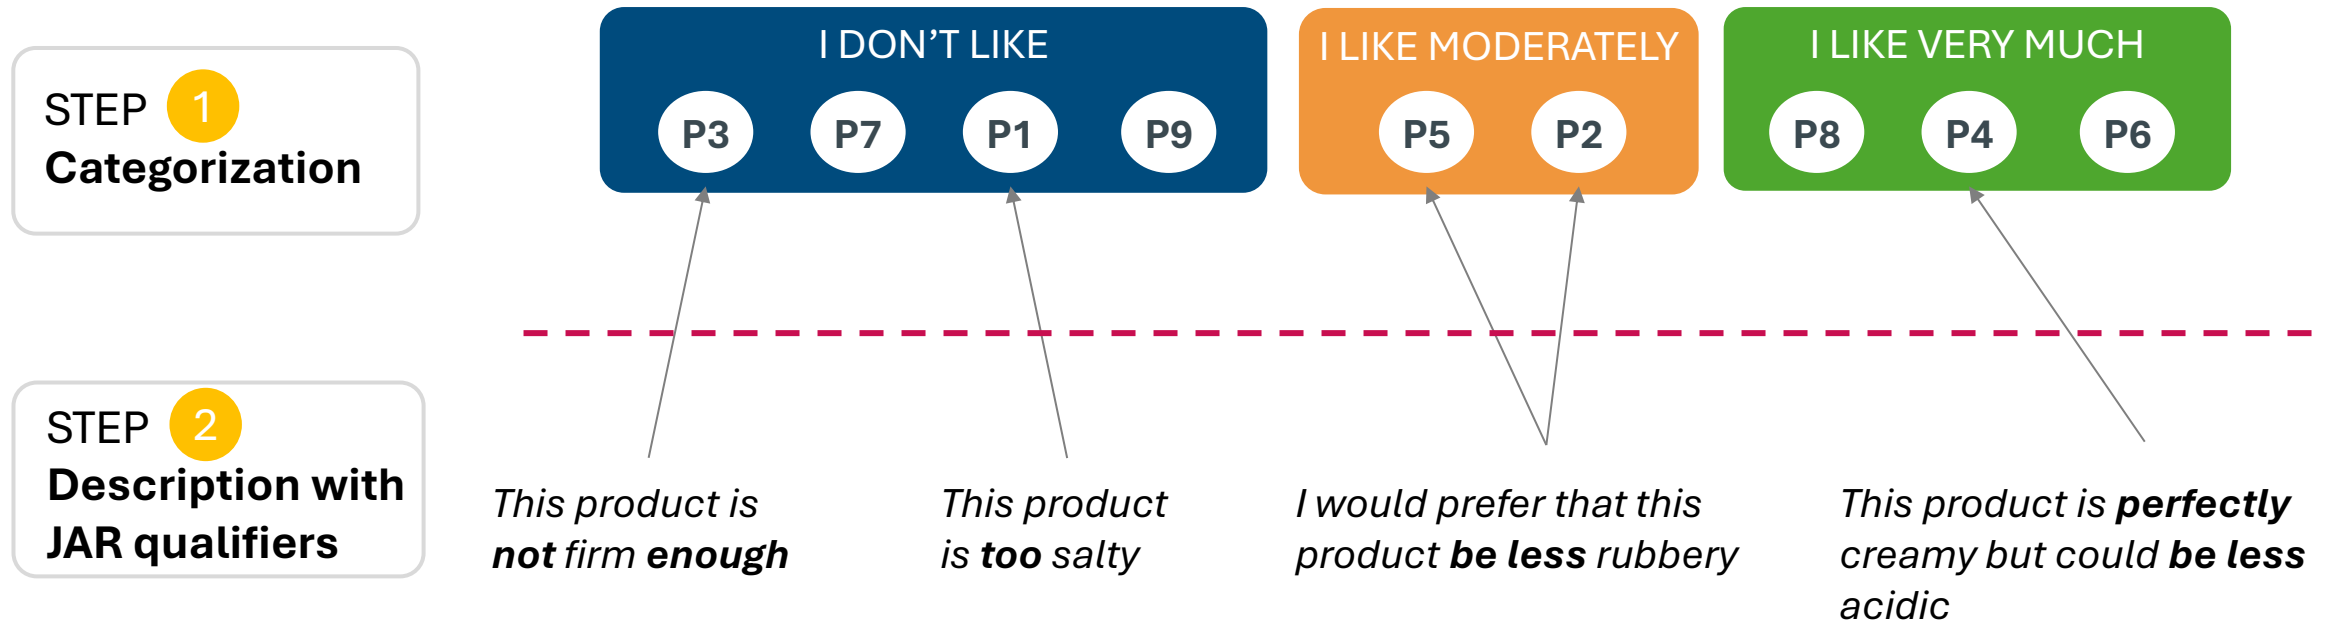 STEP 1
Categorization
I DON’T LIKE
P3 P7 P1 P9
I LIKE MODERATELY
P5 P2
I LIKE VERY MUCH
P8 P4 P6
STEP 2
Description with
JAR qualifiers
This product is
not firm enough
This product
is too salty
I would prefer that this
product be less rubbery
This product is perfectly
creamy but could be less
acidic